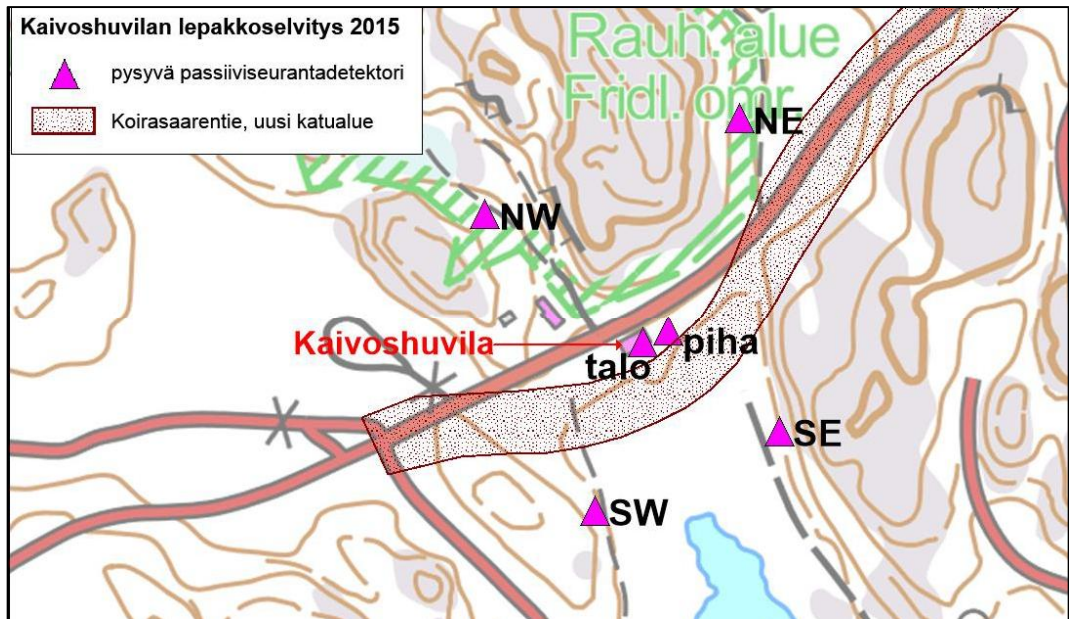 Kaivoshuvilan lepakkoselvitys 2015
pysyvä passiiviseurantadetektori
Koirasaarentie, uusi katualue
Rauh. alue
Fridl. omr.
NE
NW
Kaivoshuvila
piha
talo
SE
SW